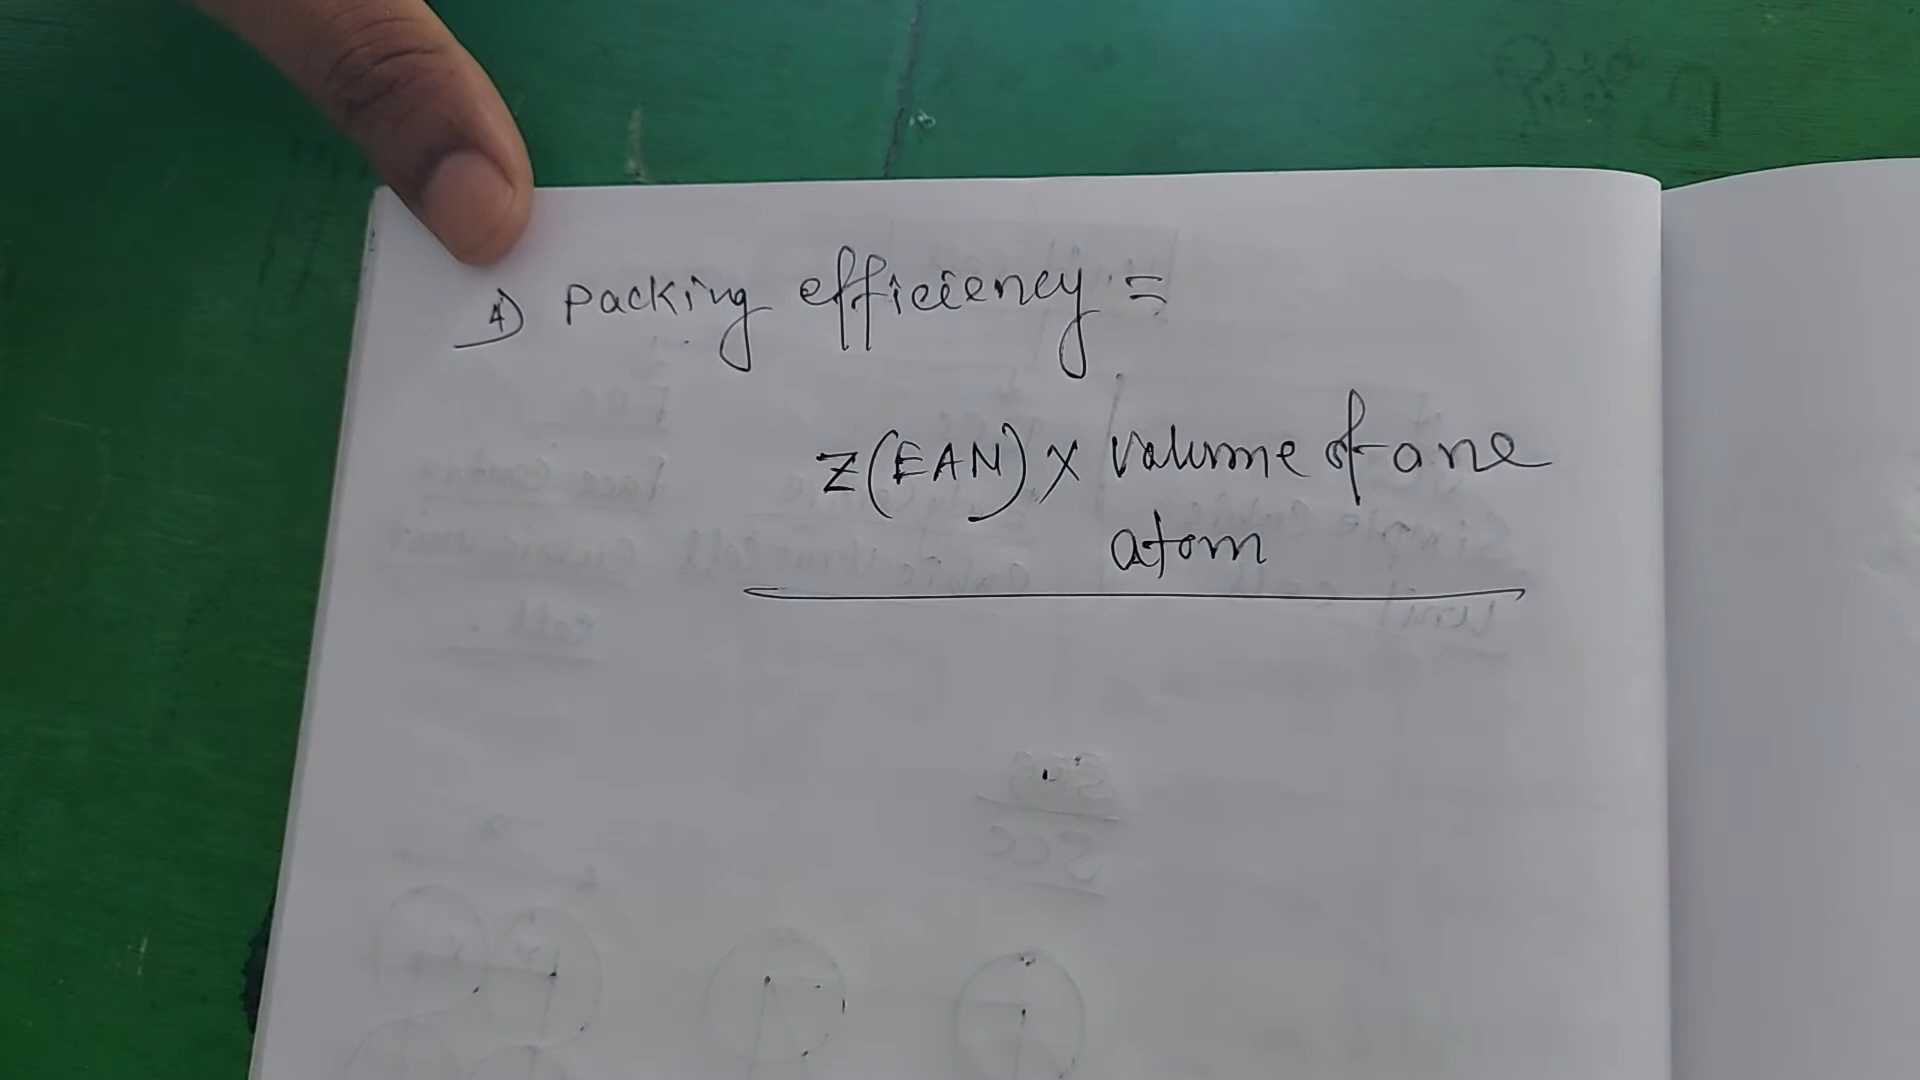 4) Packing efficiency =
Z(EAN) x Volume of one
atom